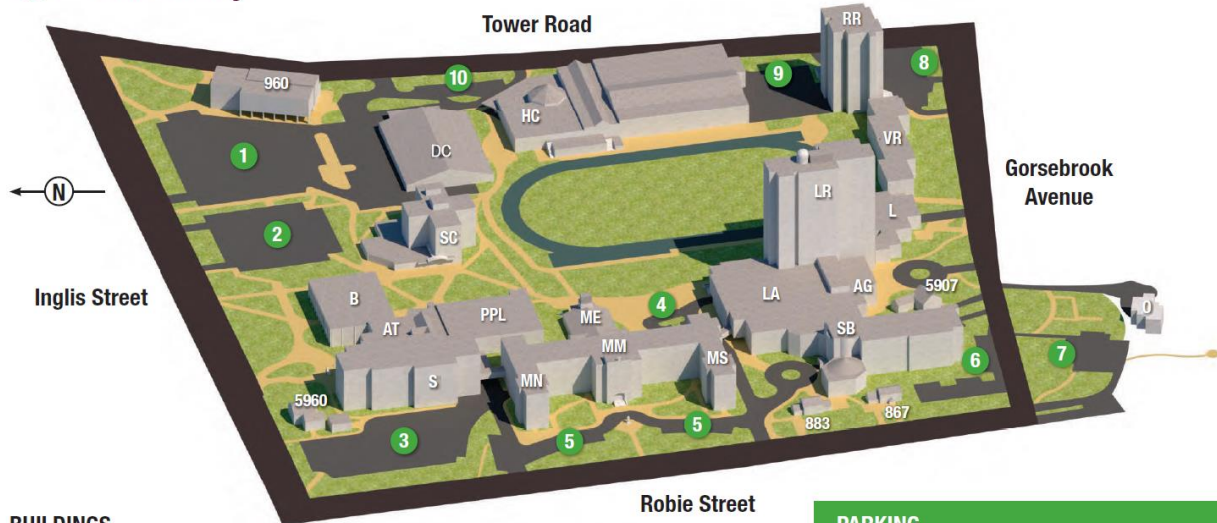 Tower Road
RR
960
10
9
8
HC
VR
DC
1
Gorsebrook
Avenue
N
LR
L
2
SC
Inglis Street
B
4
LA
AG
5907
0
PPL
ME
AT
SB
MM
MS
7
6
S
MN
5960
867
883
3
5
5
Robie Street
BUILDINGS
PARKING